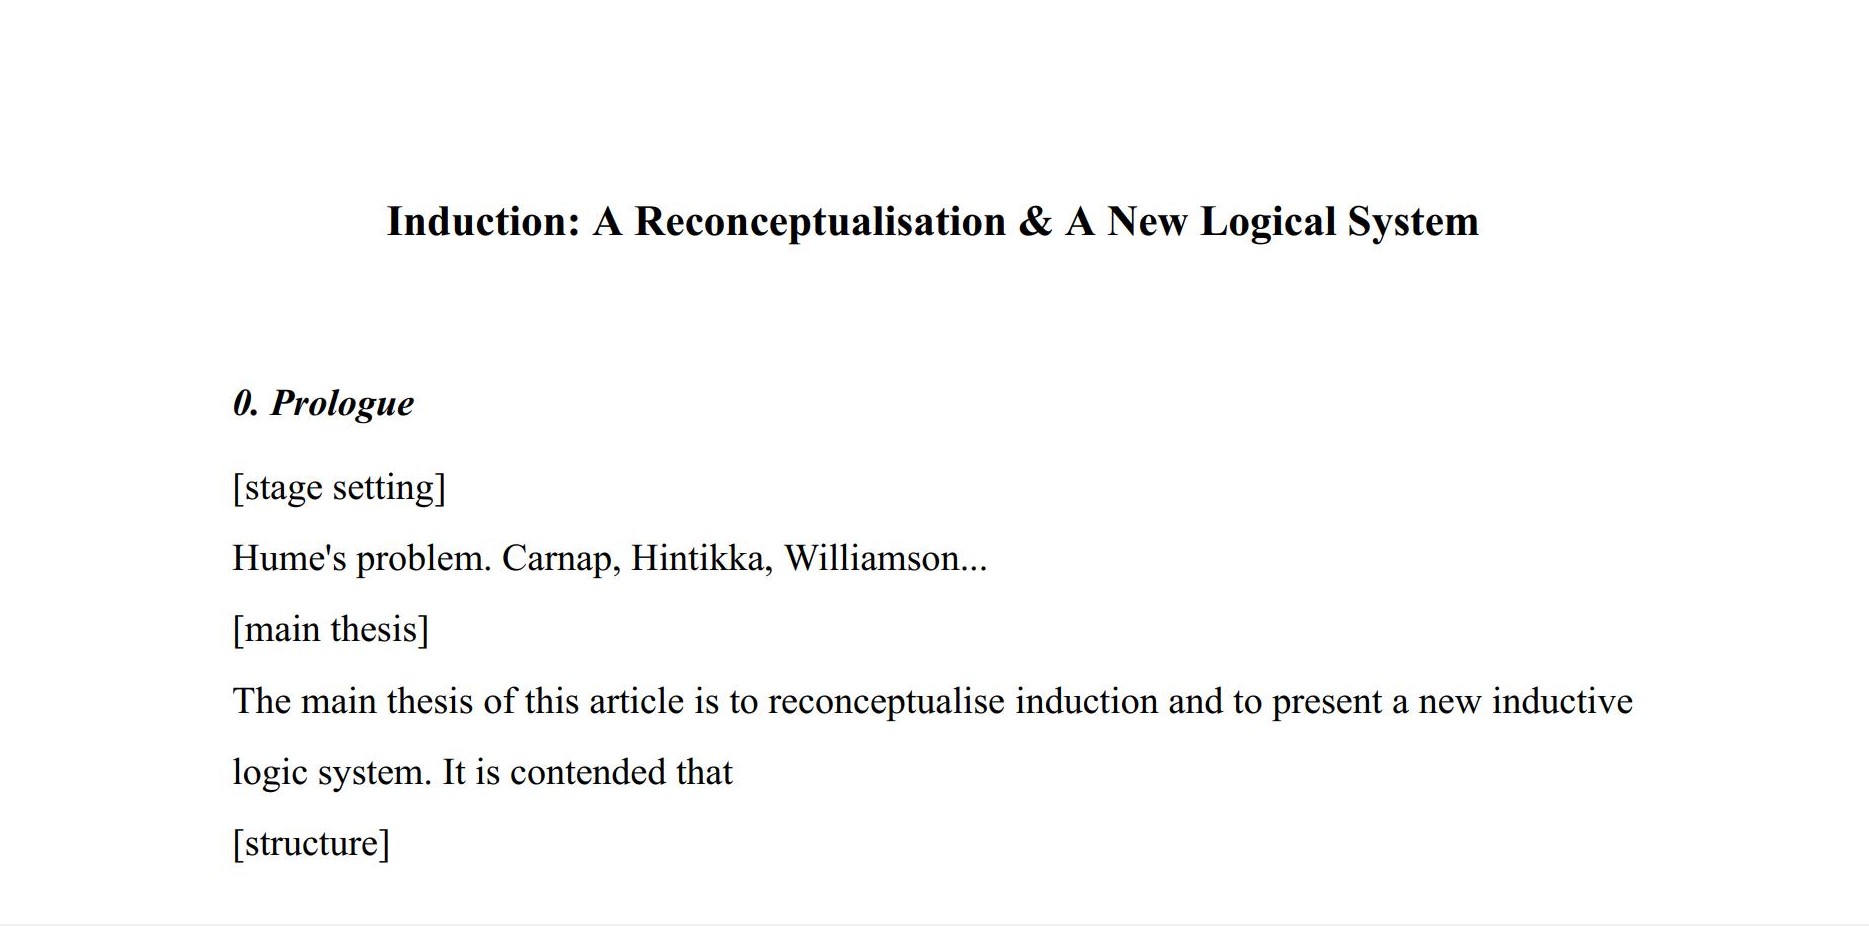 Induction: A Reconceptualisation & A New Logical System
0. Prologue
[stage setting]
Hume's problem. Carnap, Hintikka, Williamson...
[main thesis]
The main thesis of this article is to reconceptualise induction and to present a new inductive
logic system. It is contended that
[structure]